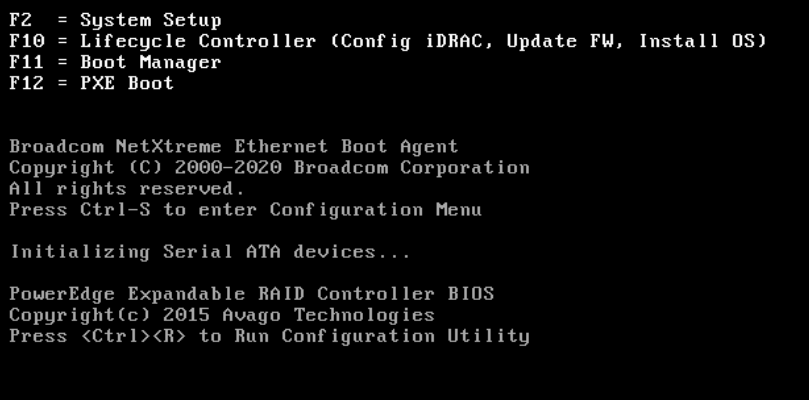 F2  = System Setup
F10 = Lifecycle Controller (Config iDRAC, Update FW, Install OS)
F11 = Boot Manager
F12 = PXE Boot
Broadcom NetXtreme Ethernet Boot Agent
Copyright (C) 2000-2020 Broadcom Corporation
All rights reserved.
Press Ctrl-S to enter Configuration Menu
Initializing Serial ATA devices...
PowerEdge Expandable RAID Controller BIOS
Copyright(c) 2015 Avago Technologies
Press <Ctrl><R> to Run Configuration Utility